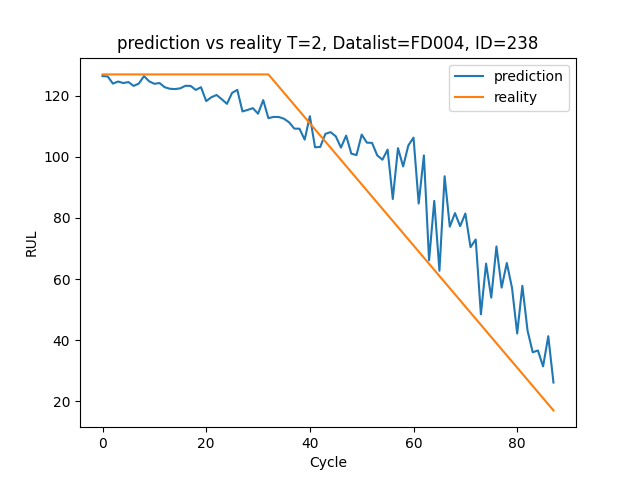 prediction vs reality T=2, Datalist=FD004, ID=238
prediction
reality
RUL
120
100
80
60
40
20
0 20 40 60 80
Cycle